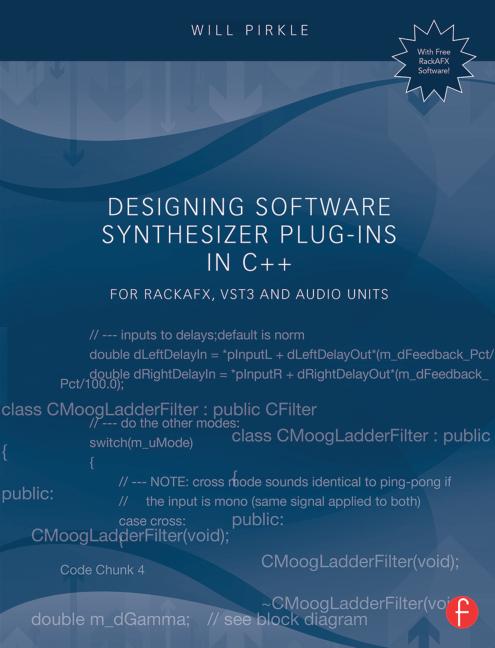 WILL PIRKLE
With Free
RackAFX
Software!
DESIGNING SOFTWARE
SYNTHESIZER PLUG-INS
IN C++
FOR RACKAFX, VST3 AND AUDIO UNITS
// --- inputs to delays;default is norm
double dLeftDelayIn = *pInputL + dLeftDelayOut*(m_dFeedback_Pct/
double dRightDelayIn = *pInputR + dRightDelayOut*(m_dFeedback_
Pct/100.0);
class CMoogLadderFilter : public CFilter
// --- do the other modes:
class CMoogLadderFilter : public
{
switch(m_uMode)
{
// --- NOTE: cross mode sounds identical to ping-pong if
{
public:
// the input is mono (same signal applied to both)
case cross:
public:
CMoogLadderFilter(void);
{
CMoogLadderFilter(void);
Code Chunk 4
~CMoogLadderFilter(voi
double m_dGamma; // see block diagram
f